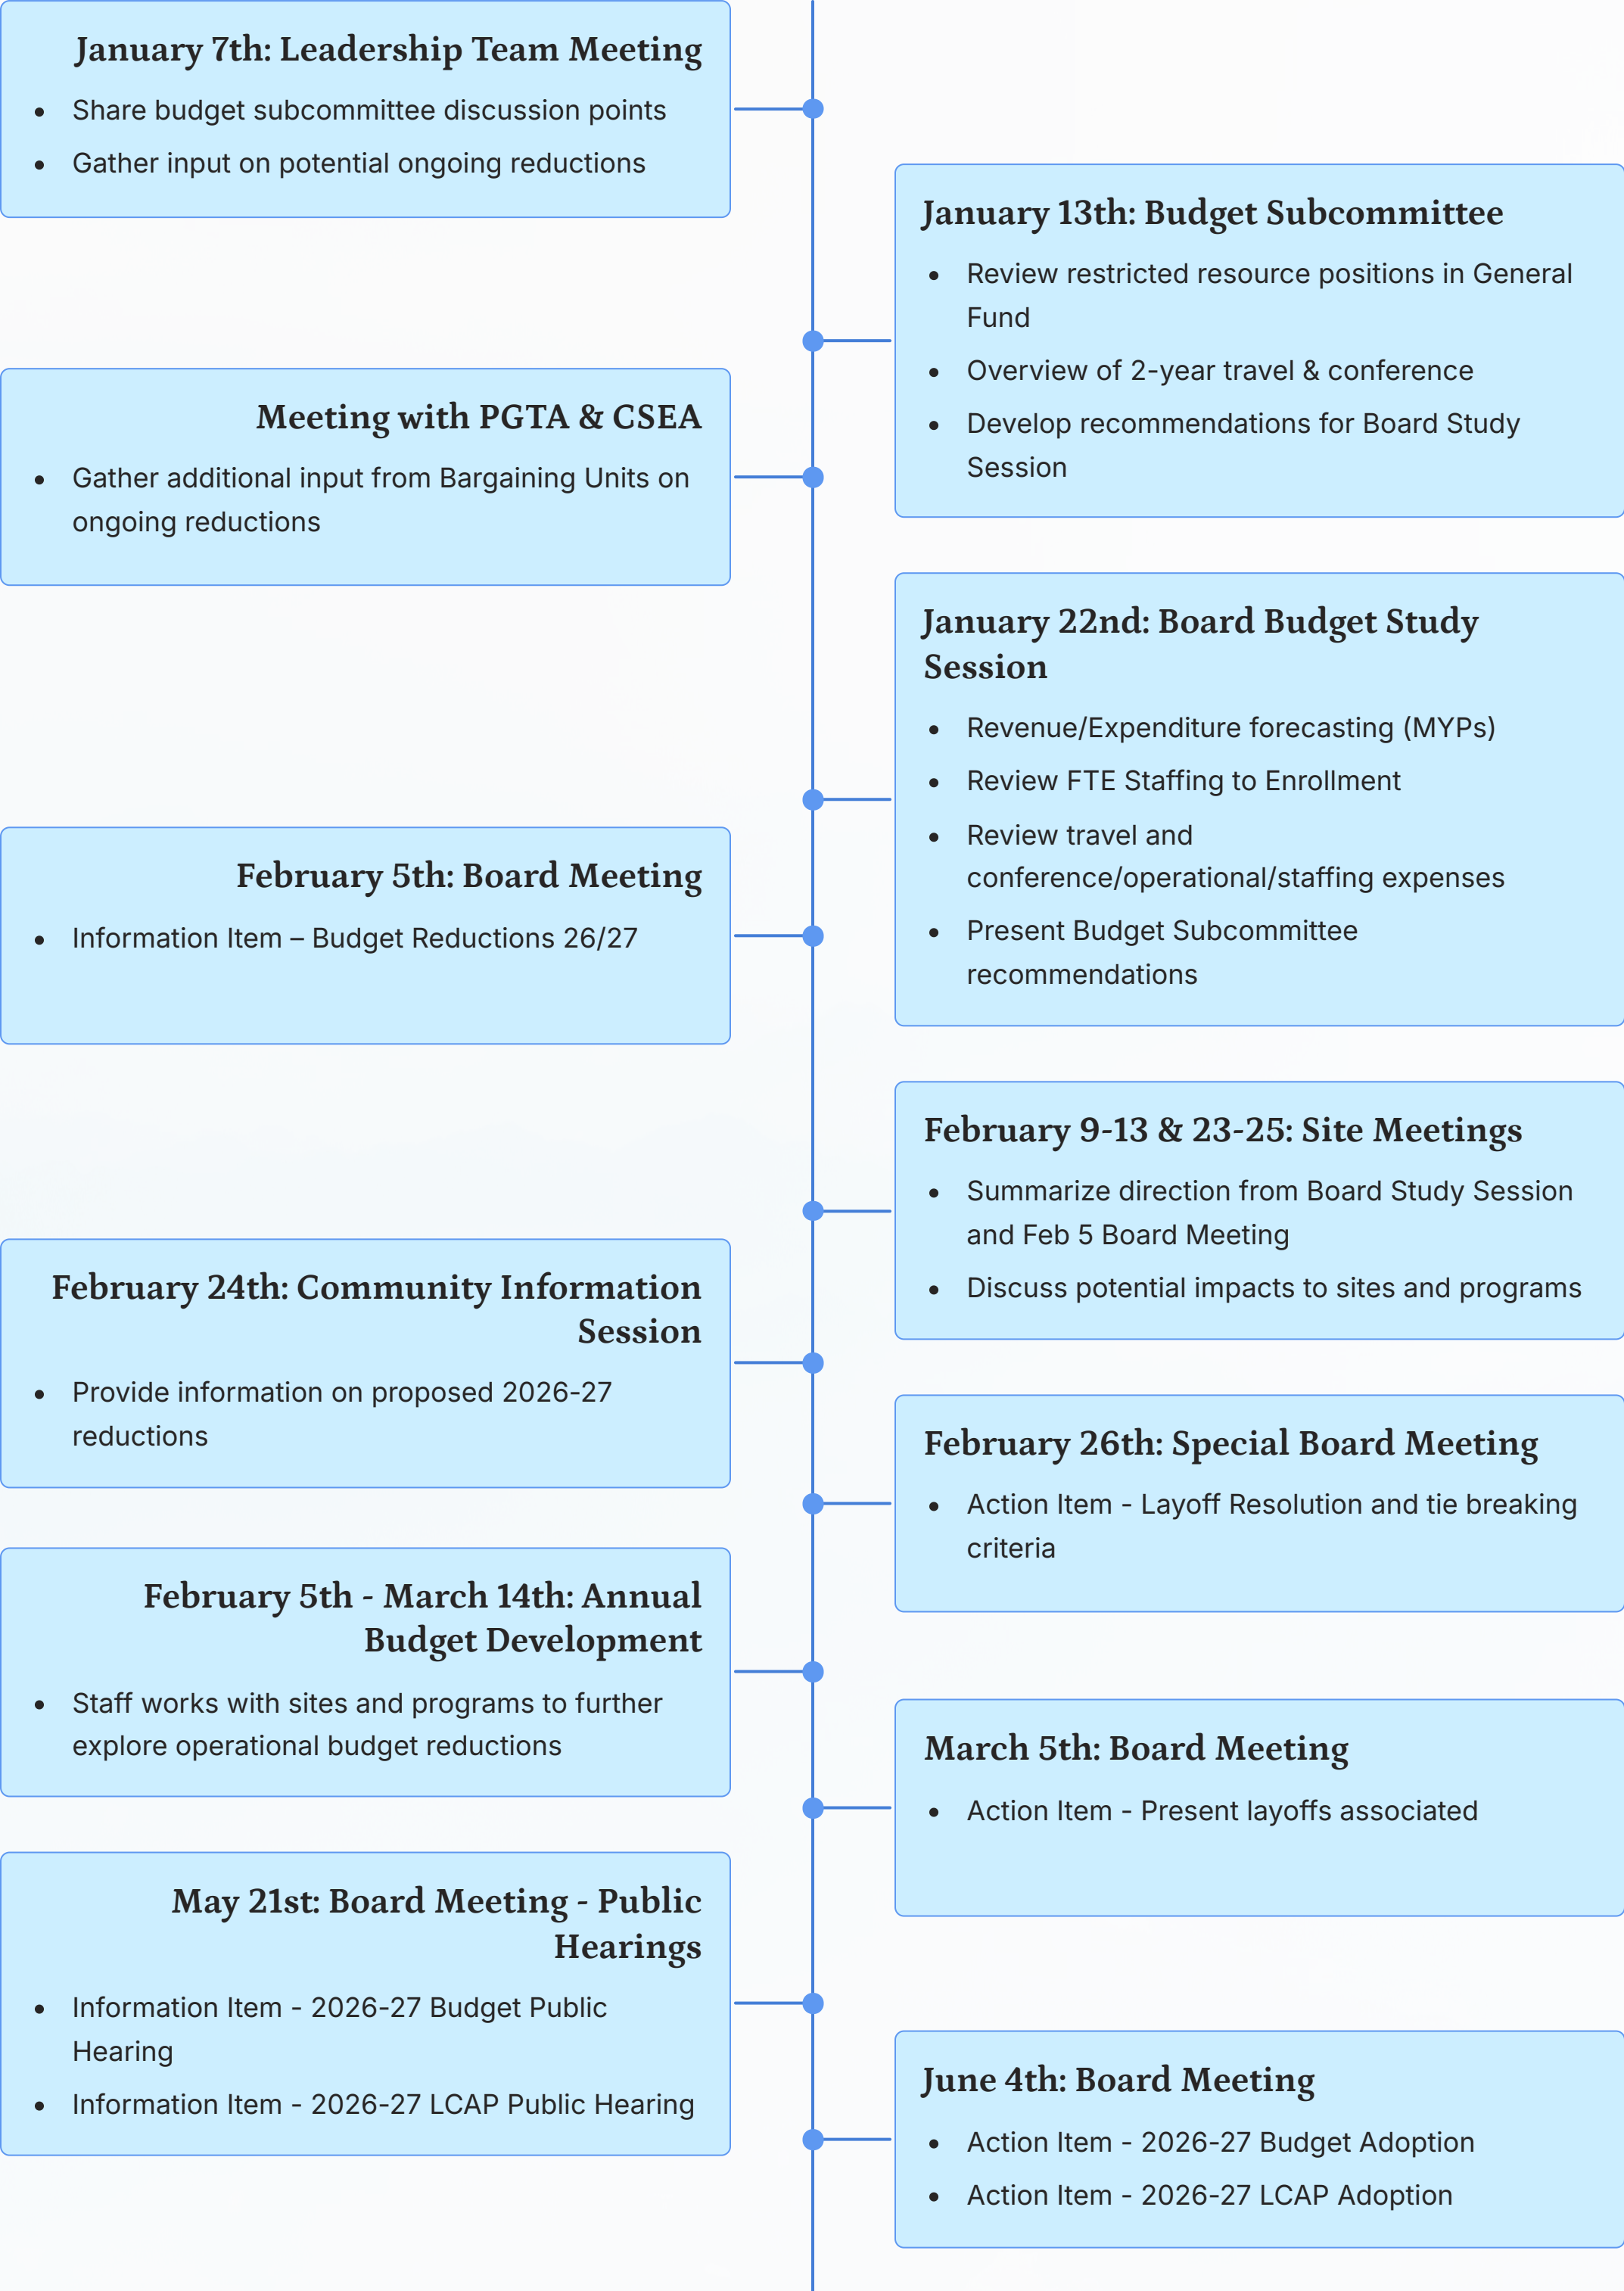 January 7th: Leadership Team Meeting
• Share budget subcommittee discussion points
• Gather input on potential ongoing reductions
January 13th: Budget Subcommittee
• Review restricted resource positions in General
Fund
• Overview of 2-year travel & conference
• Develop recommendations for Board Study
Session
Meeting with PGTA & CSEA
• Gather additional input from Bargaining Units on
ongoing reductions
January 22nd: Board Budget Study
Session
• Revenue/Expenditure forecasting (MYPs)
• Review FTE Staffing to Enrollment
• Review travel and
conference/operational/staffing expenses
• Present Budget Subcommittee
recommendations
February 5th: Board Meeting
• Information Item – Budget Reductions 26/27
February 9-13 & 23-25: Site Meetings
• Summarize direction from Board Study Session
and Feb 5 Board Meeting
• Discuss potential impacts to sites and programs
February 24th: Community Information
Session
• Provide information on proposed 2026-27
reductions
February 26th: Special Board Meeting
• Action Item - Layoff Resolution and tie breaking
criteria
February 5th - March 14th: Annual
Budget Development
• Staff works with sites and programs to further
explore operational budget reductions
March 5th: Board Meeting
• Action Item - Present layoffs associated
May 21st: Board Meeting - Public
Hearings
• Information Item - 2026-27 Budget Public
Hearing
• Information Item - 2026-27 LCAP Public Hearing
June 4th: Board Meeting
• Action Item - 2026-27 Budget Adoption
• Action Item - 2026-27 LCAP Adoption